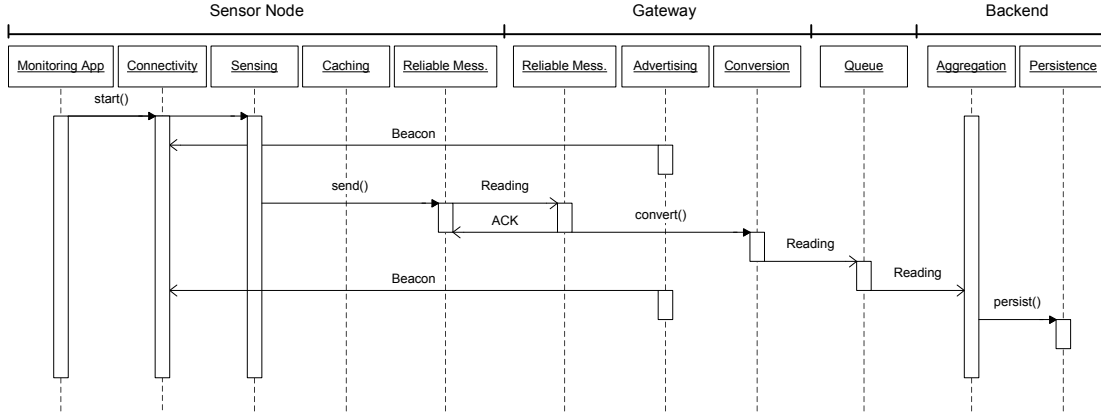 Sensor Node Gateway Backend
Monitoring App Connectivity Sensing Caching Reliable Mess. Reliable Mess. Advertising Conversion Queue Aggregation Persistence
start()
Beacon
send() Reading
ACK convert()
Reading
Reading
Beacon
persist()